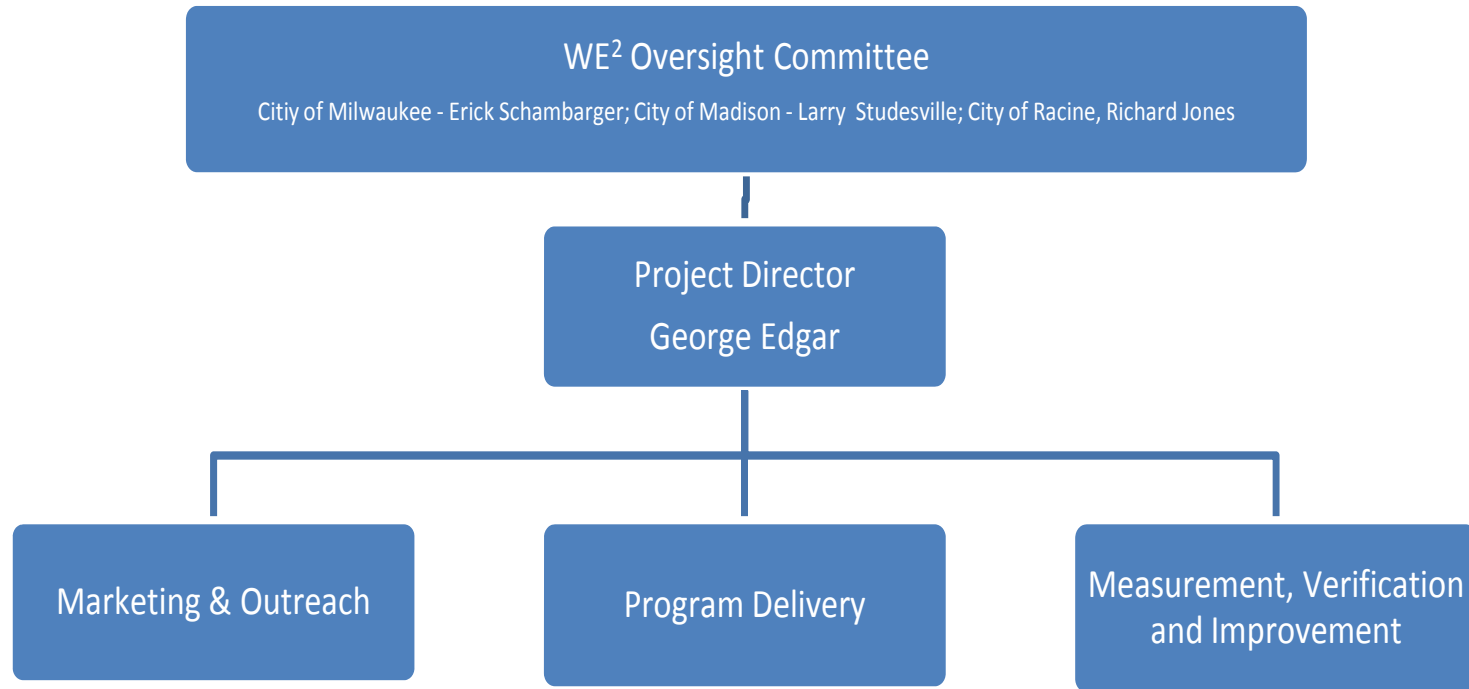 WE² Oversight Committee
Citiy of Milwaukee - Erick Schambarger; City of Madison - Larry Studesville; City of Racine, Richard Jones
Project Director
George Edgar
Marketing & Outreach
Program Delivery
Measurement, Verification
and Improvement